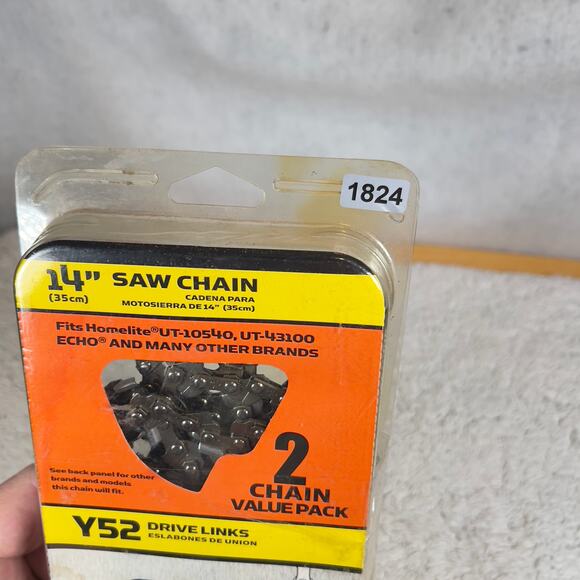 1824
14" SAW CHAIN
(35cm)
CADENA PARA
MOTOSIERRA DE 14" (35cm)
Fits Homelite® UT-10540, UT-43100
ECHO® AND MANY OTHER BRANDS
2
CHAIN
VALUE PACK
See back panel for other
brands and models
this chain will fit.
Y52 DRIVE LINKS
ESLABONES DE UNION